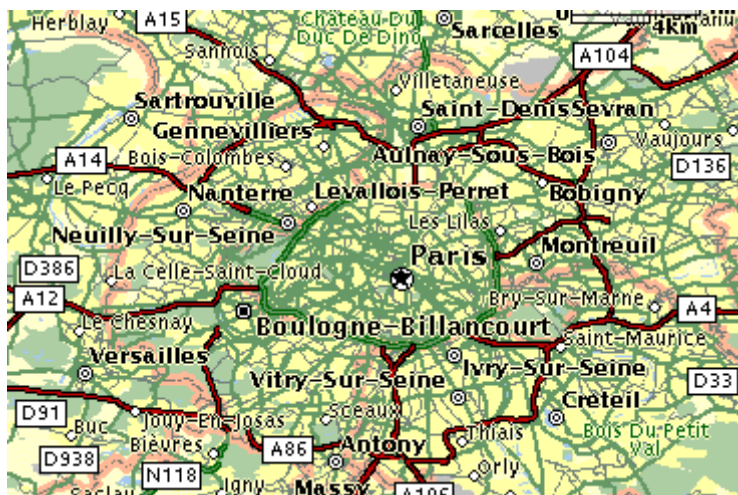 Herblay
A15
Château Du
Duc De Dino
Sarcelles
4Km
Sannois
A104
Villetaneuse
Sartrouville
Saint-Denis
Sevran
Gennevilliers
Vaujours
A14
Bois-Colombes
Aulnay-Sous-Bois
D136
Le Pecq
Nanterre
Levallois-Perret
Bobigny
Neuilly-Sur-Seine
Les Lilas
Paris
Montreuil
D386
La Celle-Saint-Cloud
A12
Bry-Sur-Marne
A4
Le Chesnay
Boulogne-Billancourt
Saint-Maurice
Versailles
Vitry-Sur-Seine
Ivry-Sur-Seine
D33
D91
Jouy-En-Josas
Sceaux
Créteil
Buc
Bièvres
A86
Antony
Thiais
Bois Du Petit
Val
D938
N118
Orly
Igny
Massy